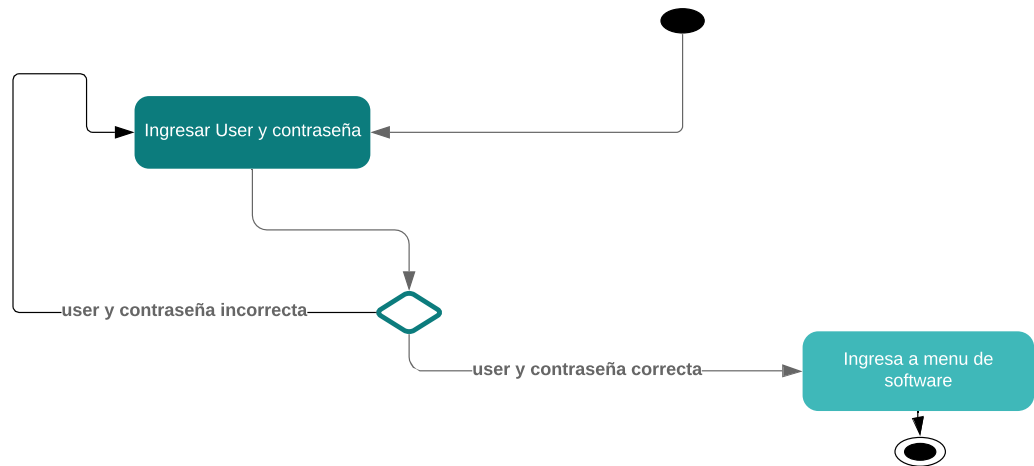 Ingresar User y contraseña
user y contraseña incorrecta
user y contraseña correcta
Ingresa a menu de
software